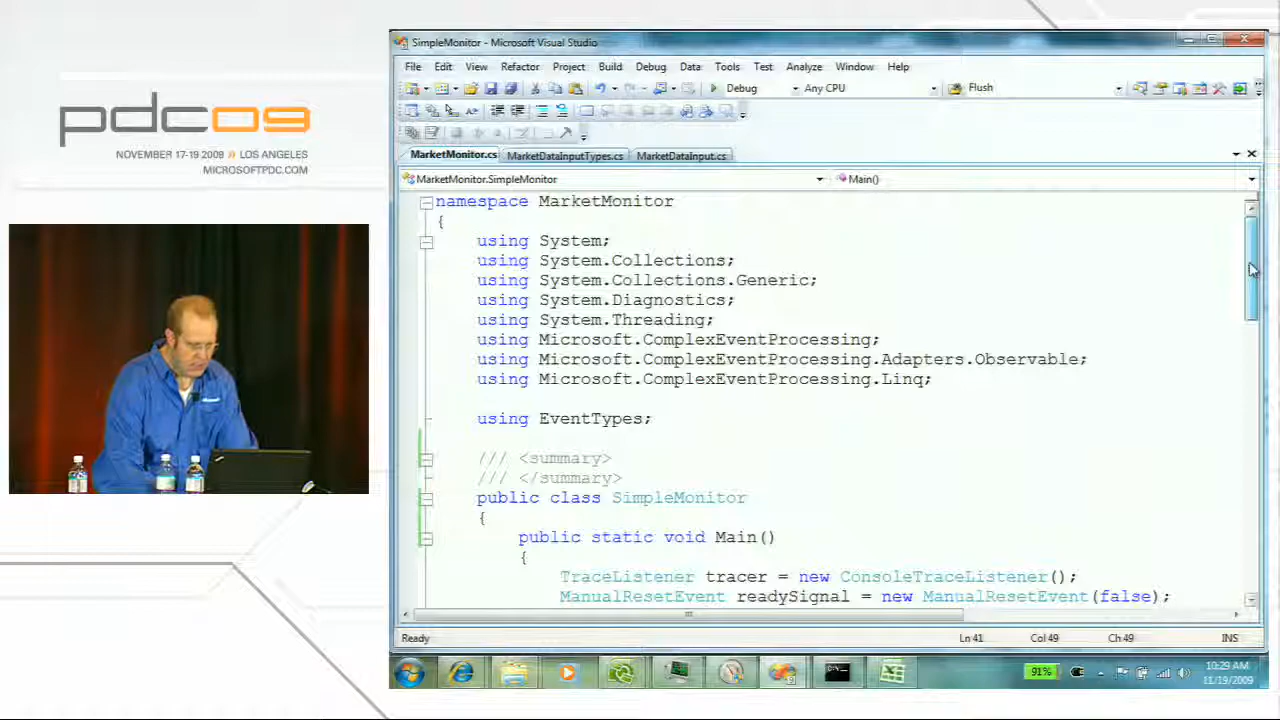 pdc09
NOVEMBER 17-19 2009 » LOS ANGELES
MICROSOFTPDC.COM
SimpleMonitor - Microsoft Visual Studio
File Edit View Refactor Project Build Debug Data Tools Test Analyze Window Help
Debug Any CPU Flush
MarketMonitor.cs MarketDataInputTypes.cs MarketDataInput.cs
MarketMonitor.SimpleMonitor Main()
namespace MarketMonitor
{
using System;
using System.Collections;
using System.Collections.Generic;
using System.Diagnostics;
using System.Threading;
using Microsoft.ComplexEventProcessing;
using Microsoft.ComplexEventProcessing.Adapters.Observable;
using Microsoft.ComplexEventProcessing.Linq;
using EventTypes;
/// <summary>
/// </summary>
public class SimpleMonitor
{
public static void Main()
{
TraceListener tracer = new ConsoleTraceListener();
ManualResetEvent readySignal = new ManualResetEvent(false);
Ready Ln 41 Col 49 Ch 49 INS
91% 10:29 AM
11/19/2009